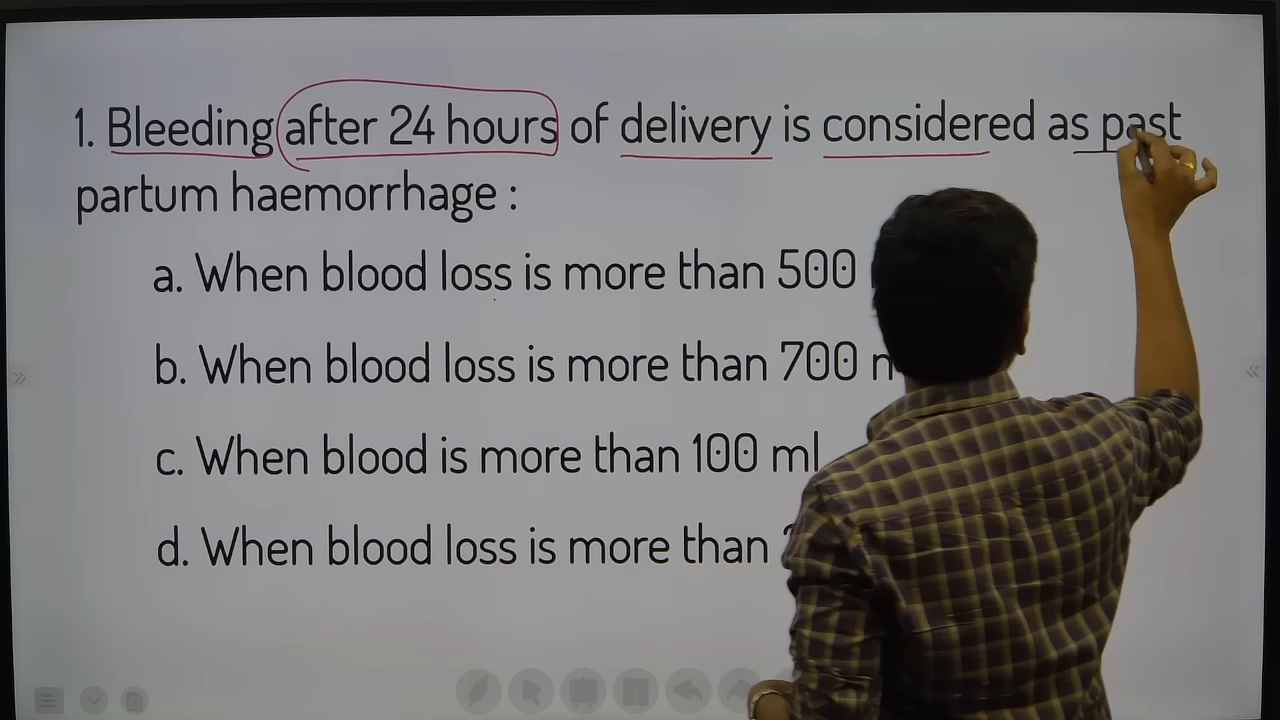 1. Bleeding after 24 hours of delivery is considered as past
partum haemorrhage :
a. When blood loss is more than 500
b. When blood loss is more than 700
c. When blood is more than 100 ml
d. When blood loss is more than